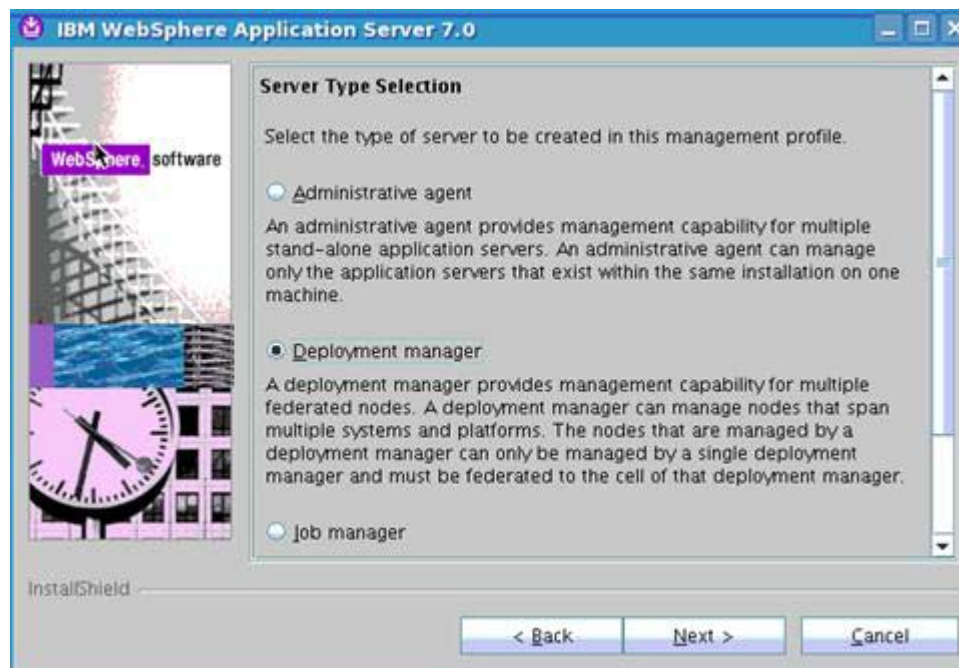 IBM WebSphere Application Server 7.0
WebSphere software
Server Type Selection
Select the type of server to be created in this management profile.
Administrative agent
An administrative agent provides management capability for multiple
stand-alone application servers. An administrative agent can manage
only the application servers that exist within the same installation on one
machine.
Deployment manager
A deployment manager provides management capability for multiple
federated nodes. A deployment manager can manage nodes that span
multiple systems and platforms. The nodes that are managed by a
deployment manager can only be managed by a single deployment
manager and must be federated to the cell of that deployment manager.
Job manager
InstallShield
< Back
Next >
Cancel